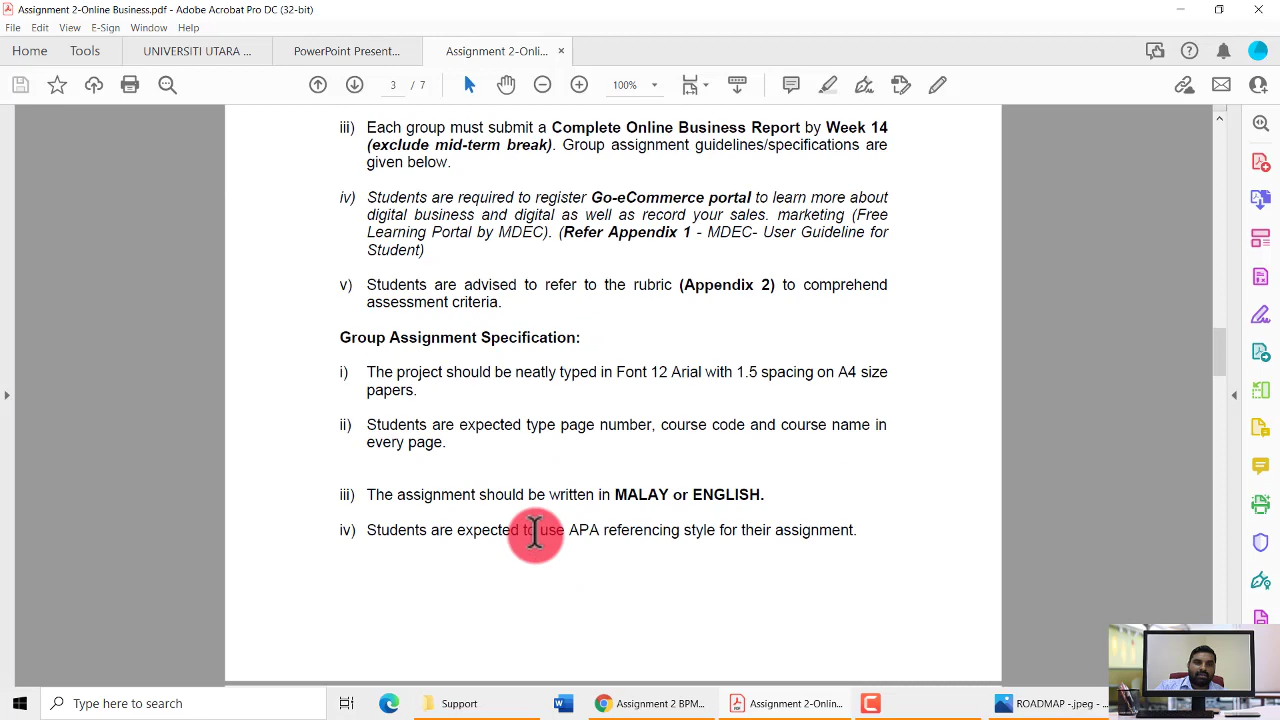 Assignment 2-Online Business.pdf - Adobe Acrobat Pro DC (32-bit)
File Edit View E-Sign Window Help
Home Tools UNIVERSITI UTARA ... PowerPoint Present... Assignment 2-Onli... ×
3 / 7 100%
iii) Each group must submit a Complete Online Business Report by Week 14
(exclude mid-term break). Group assignment guidelines/specifications are
given below.
iv) Students are required to register Go-eCommerce portal to learn more about
digital business and digital as well as record your sales. marketing (Free
Learning Portal by MDEC). (Refer Appendix 1 - MDEC- User Guideline for
Student)
v) Students are advised to refer to the rubric (Appendix 2) to comprehend
assessment criteria.
Group Assignment Specification:
i) The project should be neatly typed in Font 12 Arial with 1.5 spacing on A4 size
papers.
ii) Students are expected type page number, course code and course name in
every page.
iii) The assignment should be written in MALAY or ENGLISH.
iv) Students are expected to use APA referencing style for their assignment.
Type here to search Support Assignment 2 BPM... Assignment 2-Onlin... ROADMAP - .jpeg -